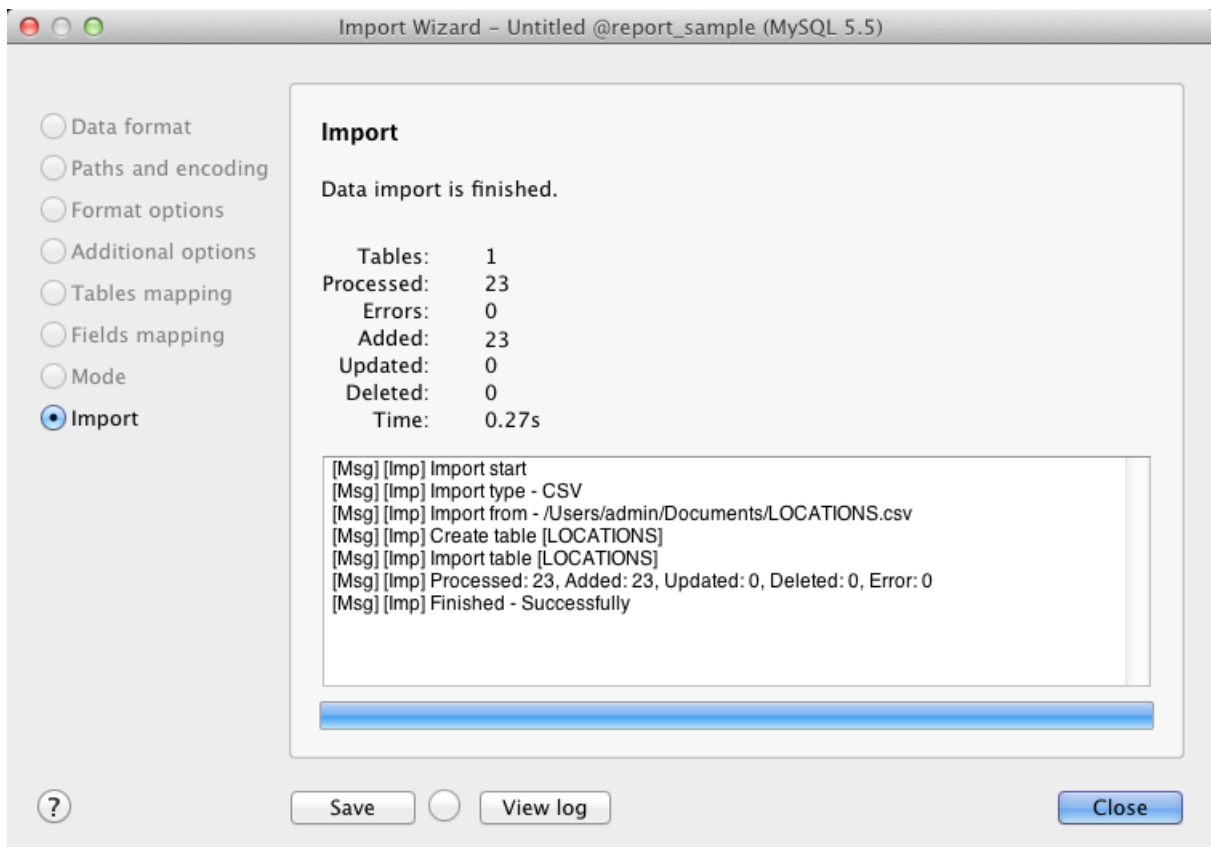 Import Wizard – Untitled @report_sample (MySQL 5.5)
Data format
Paths and encoding
Format options
Additional options
Tables mapping
Fields mapping
Mode
Import
Import
Data import is finished.
Tables: 1
Processed: 23
Errors: 0
Added: 23
Updated: 0
Deleted: 0
Time: 0.27s
[Msg] [Imp] Import start
[Msg] [Imp] Import type - CSV
[Msg] [Imp] Import from - /Users/admin/Documents/LOCATIONS.csv
[Msg] [Imp] Create table [LOCATIONS]
[Msg] [Imp] Import table [LOCATIONS]
[Msg] [Imp] Processed: 23, Added: 23, Updated: 0, Deleted: 0, Error: 0
[Msg] [Imp] Finished - Successfully
? Save View log Close